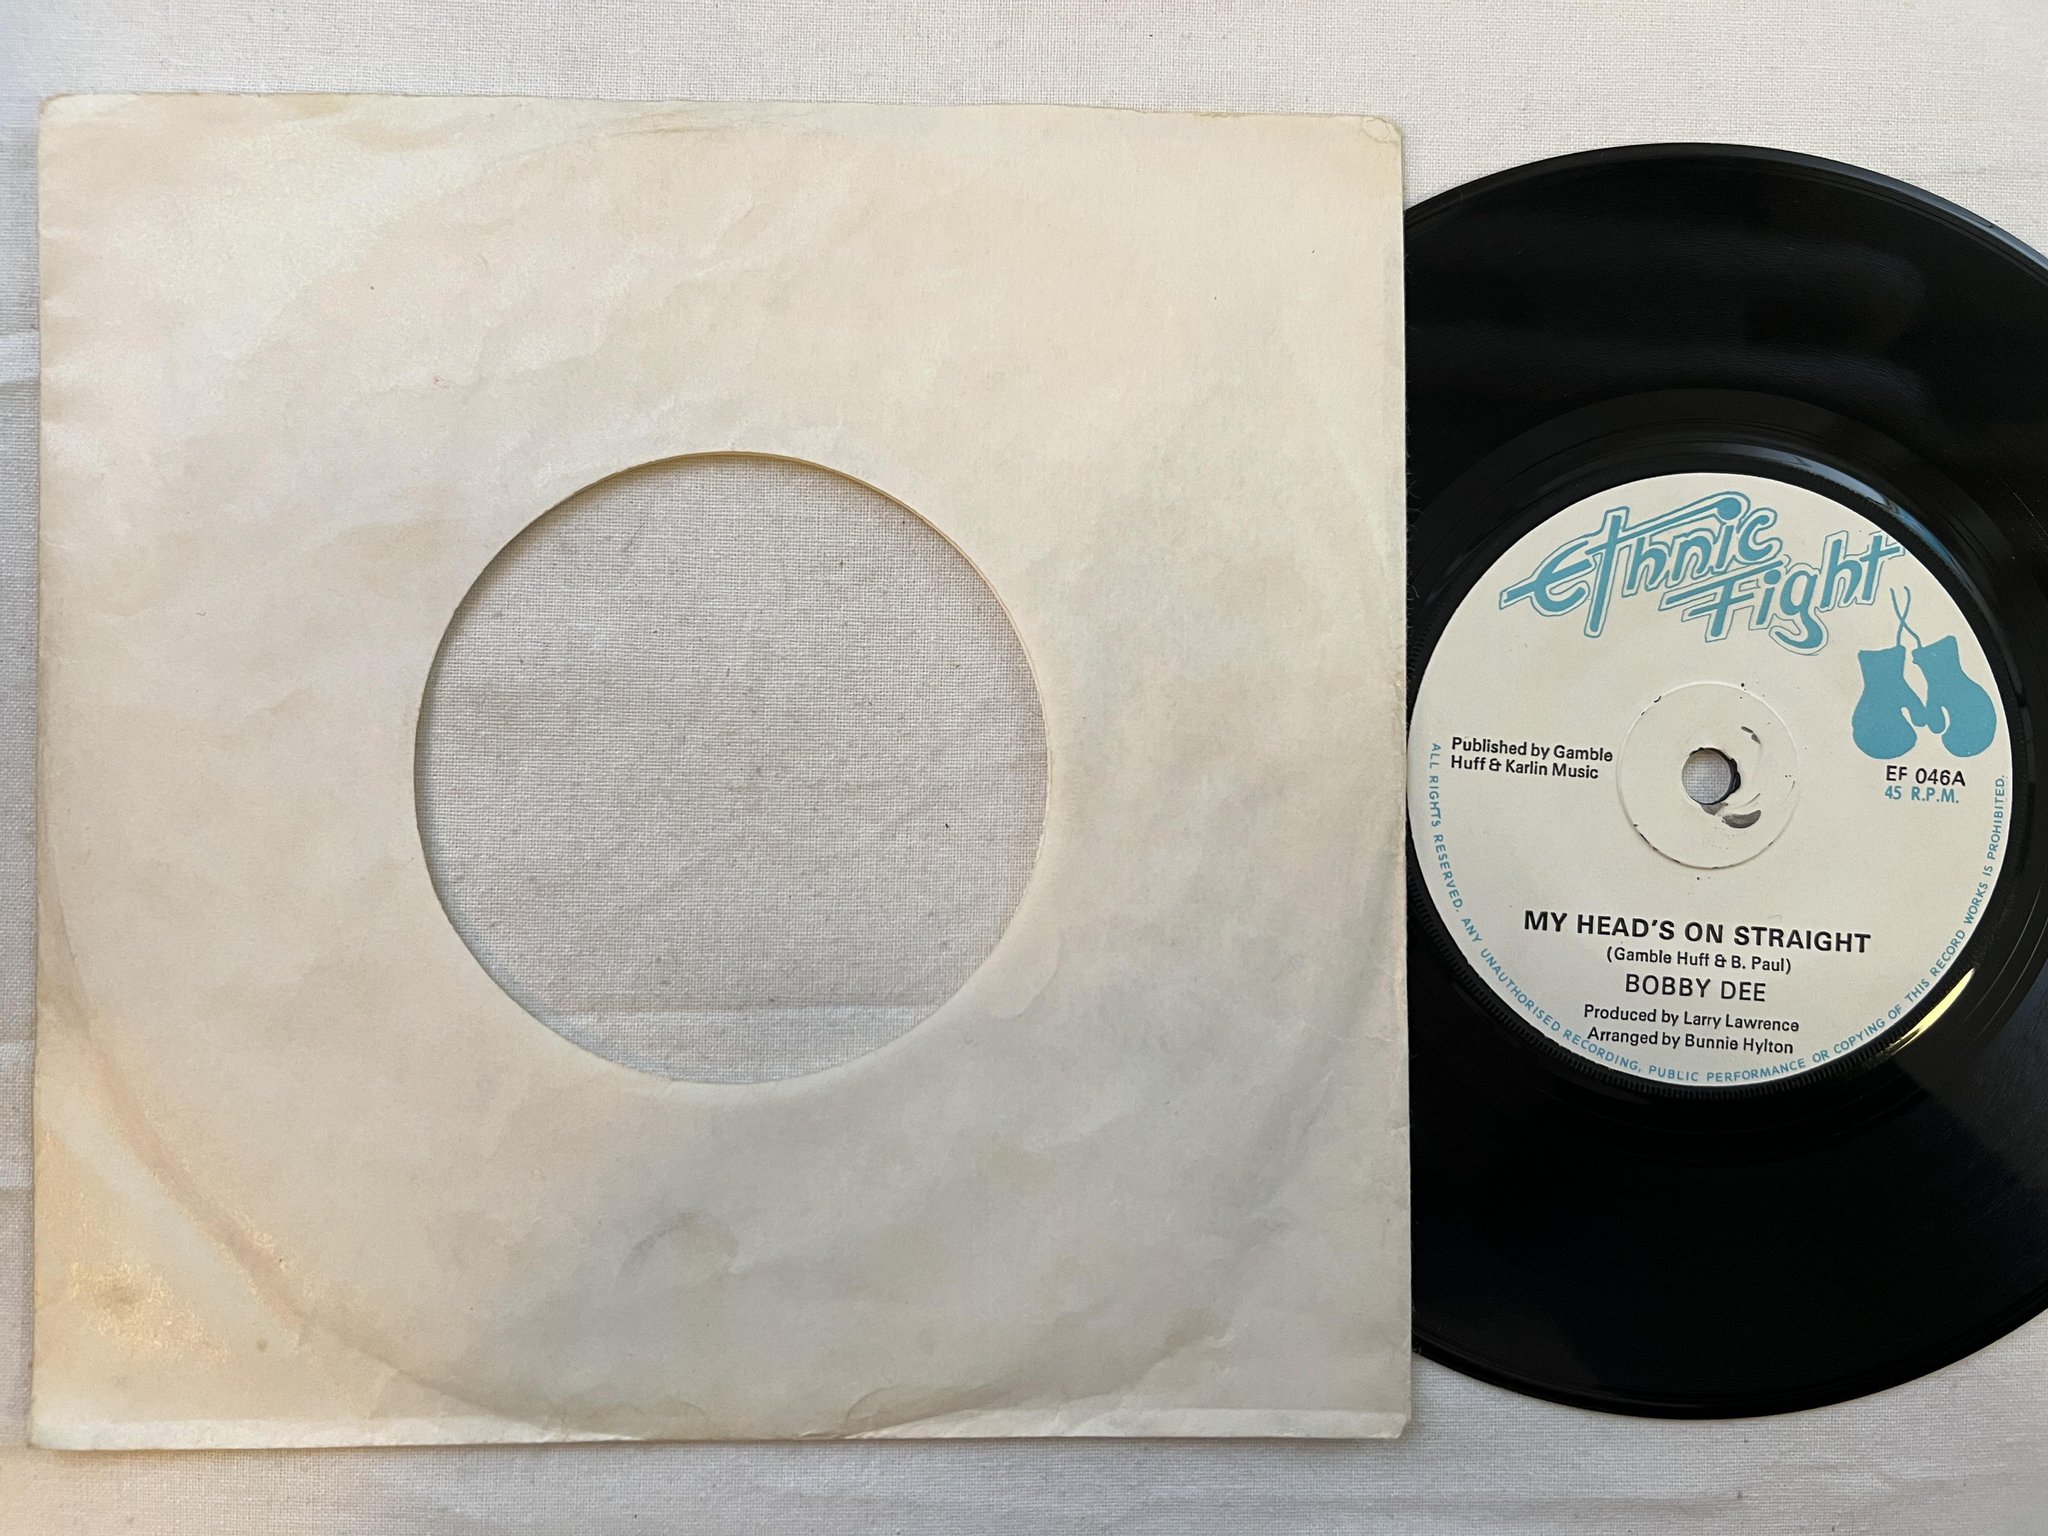 Ethnic
Fight
Published by Gamble
Huff & Karlin Music
EF 046A
45 R.P.M.
MY HEAD'S ON STRAIGHT
(Gamble Huff & B. Paul)
BOBBY DEE
Produced by Larry Lawrence
Arranged by Bunnie Hylton
ALL RIGHTS RESERVED. ANY UNAUTHORISED RECORDING, PUBLIC PERFORMANCE OR COPYING OF THIS RECORD WORKS IS PROHIBITED.